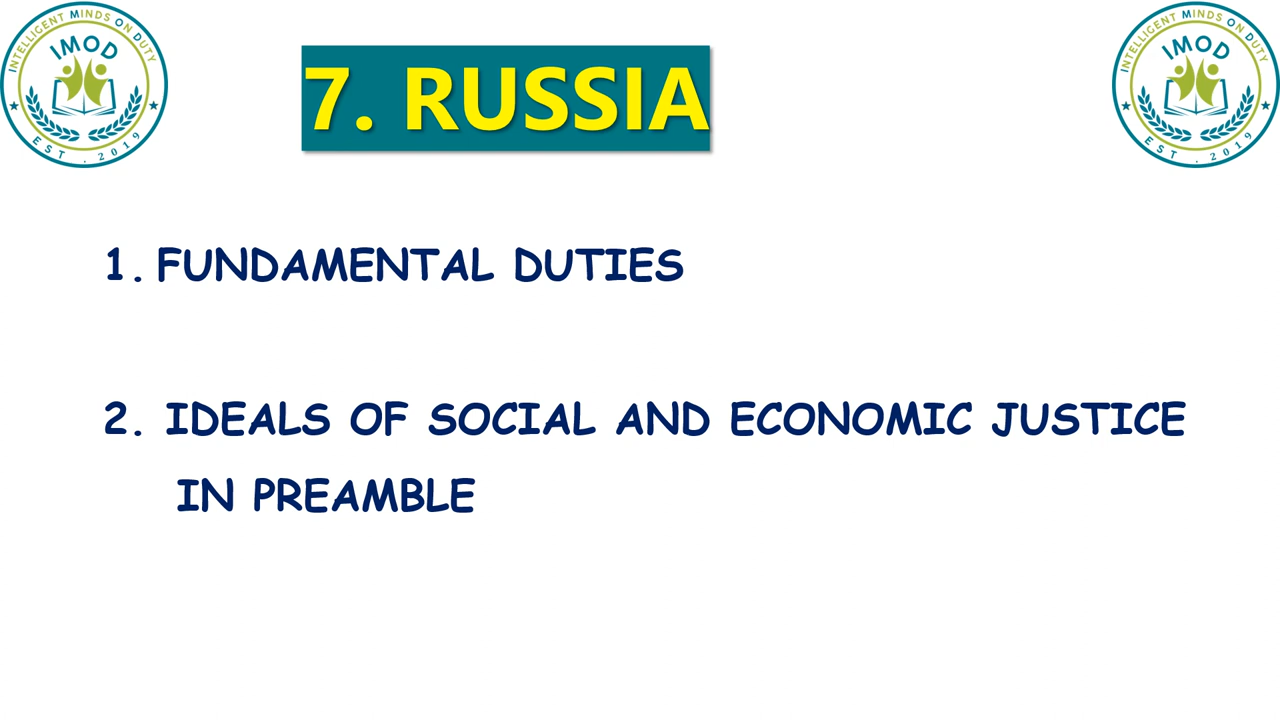 INTELLIGENT MINDS ON DUTY
IMOD
EST . 2019
7. RUSSIA
INTELLIGENT MINDS ON DUTY
IMOD
EST . 2019
1. FUNDAMENTAL DUTIES
2. IDEALS OF SOCIAL AND ECONOMIC JUSTICE
IN PREAMBLE